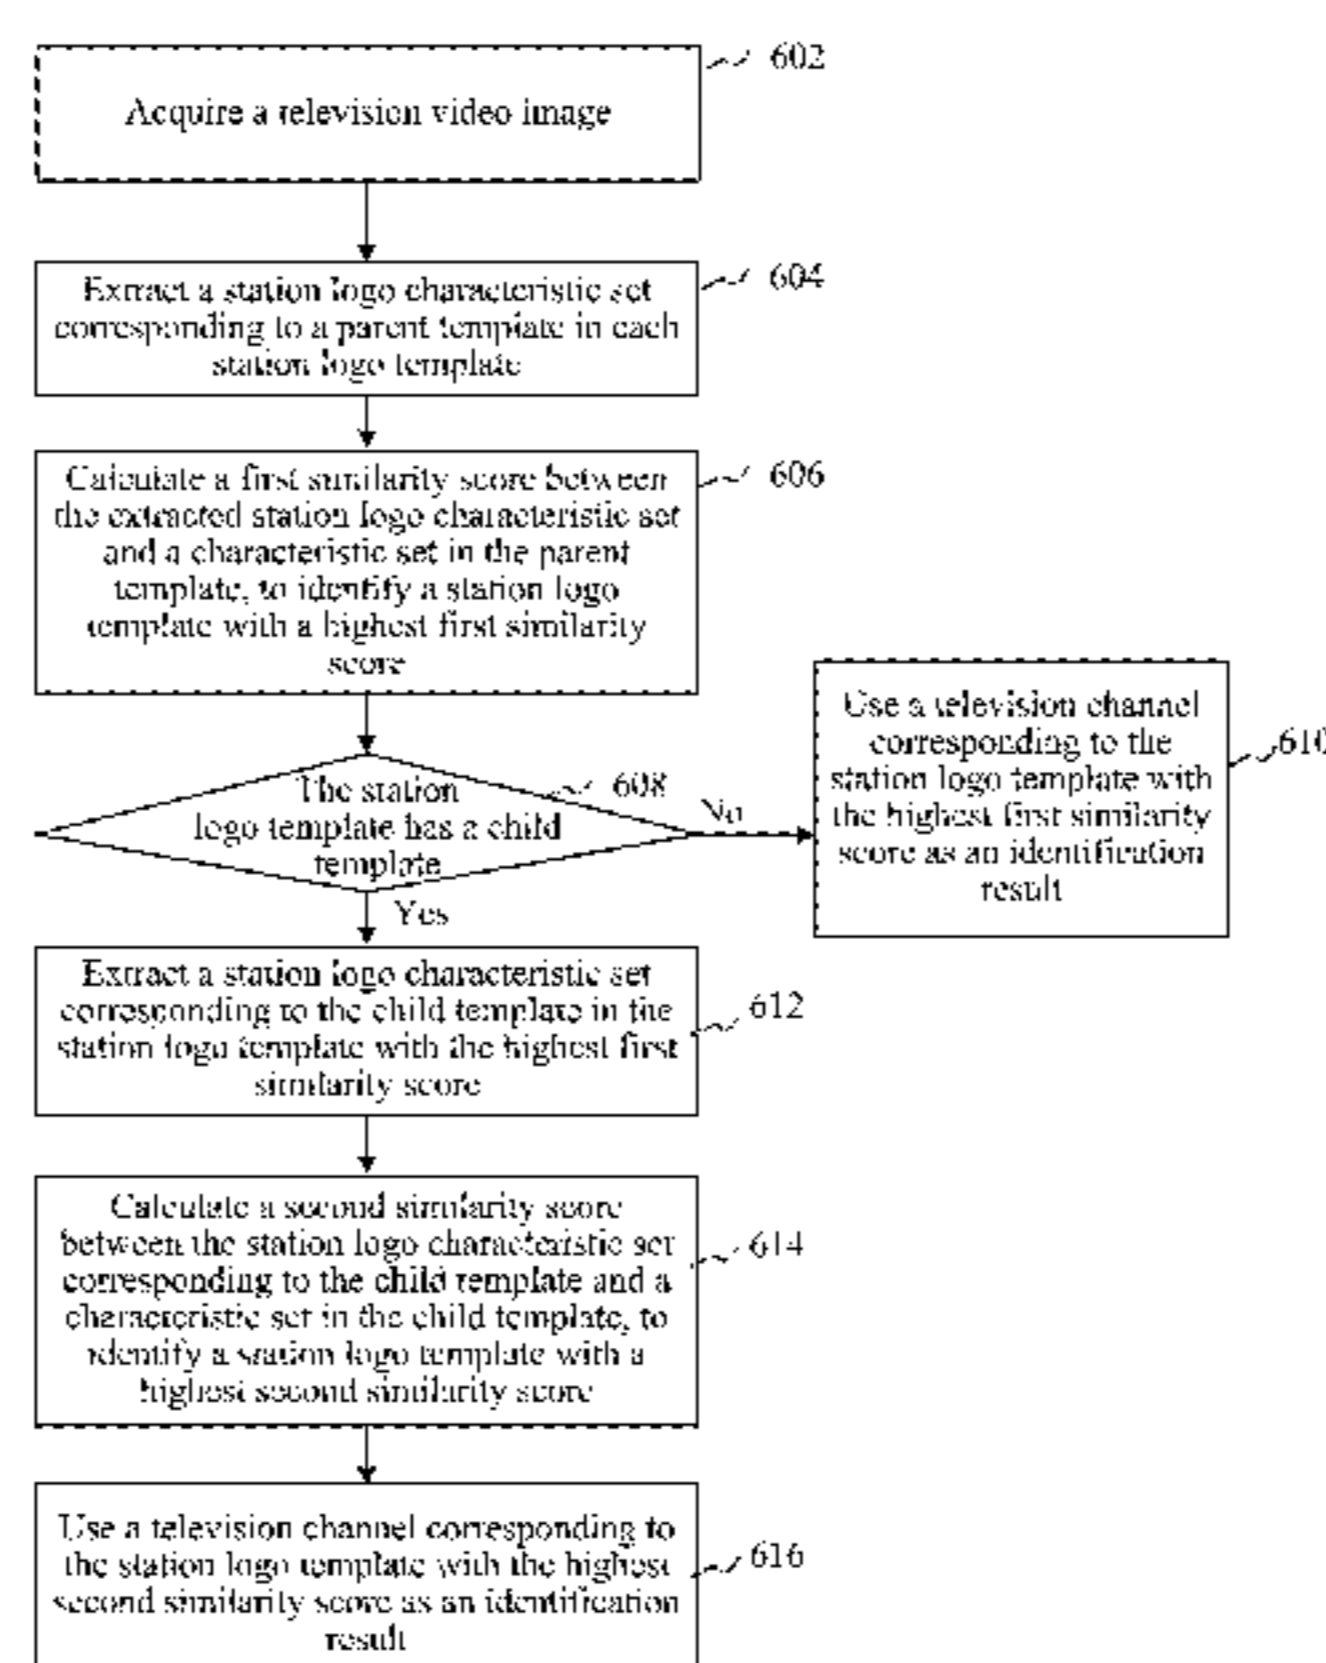 Acquire a television video image
602
Extract a station logo characteristic set
corresponding to a parent template in each
station logo template
604
Calculate a first similarity score between
the extracted station logo characteristic set
and a characteristic set in the parent
template, to identify a station logo
template with a highest first similarity
score
606
The station
logo template has a child
template
608
No
Use a television channel
corresponding to the
station logo template with
the highest first similarity
score as an identification
result
610
Yes
Extract a station logo characteristic set
corresponding to the child template in the
station logo template with the highest first
similarity score
612
Calculate a second similarity score
between the station logo characteristic set
corresponding to the child template and a
characteristic set in the child template, to
identify a station logo template with a
highest second similarity score
614
Use a television channel corresponding to
the station logo template with the highest
second similarity score as an identification
result
616